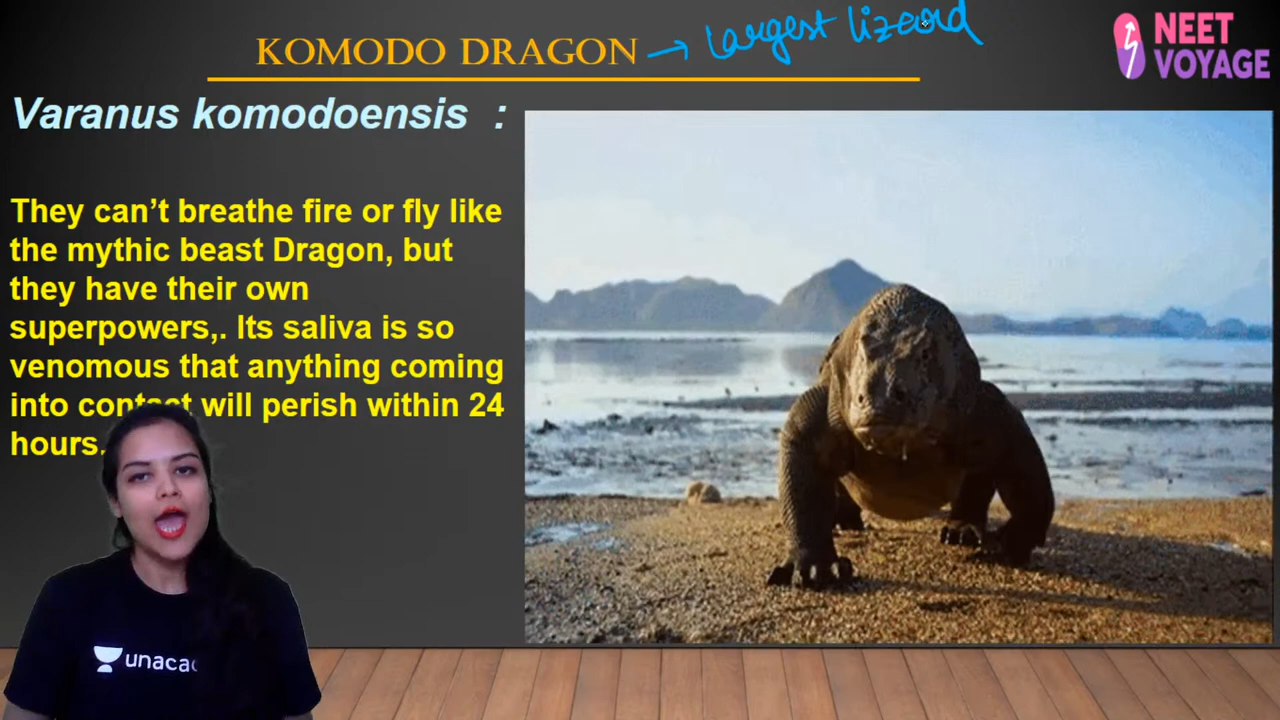 KOMODO DRAGON → largest lizard
NEET
VOYAGE
Varanus komodoensis :
They can’t breathe fire or fly like
the mythic beast Dragon, but
they have their own
superpowers,. Its saliva is so
venomous that anything coming
into contact will perish within 24
hours.
unacad